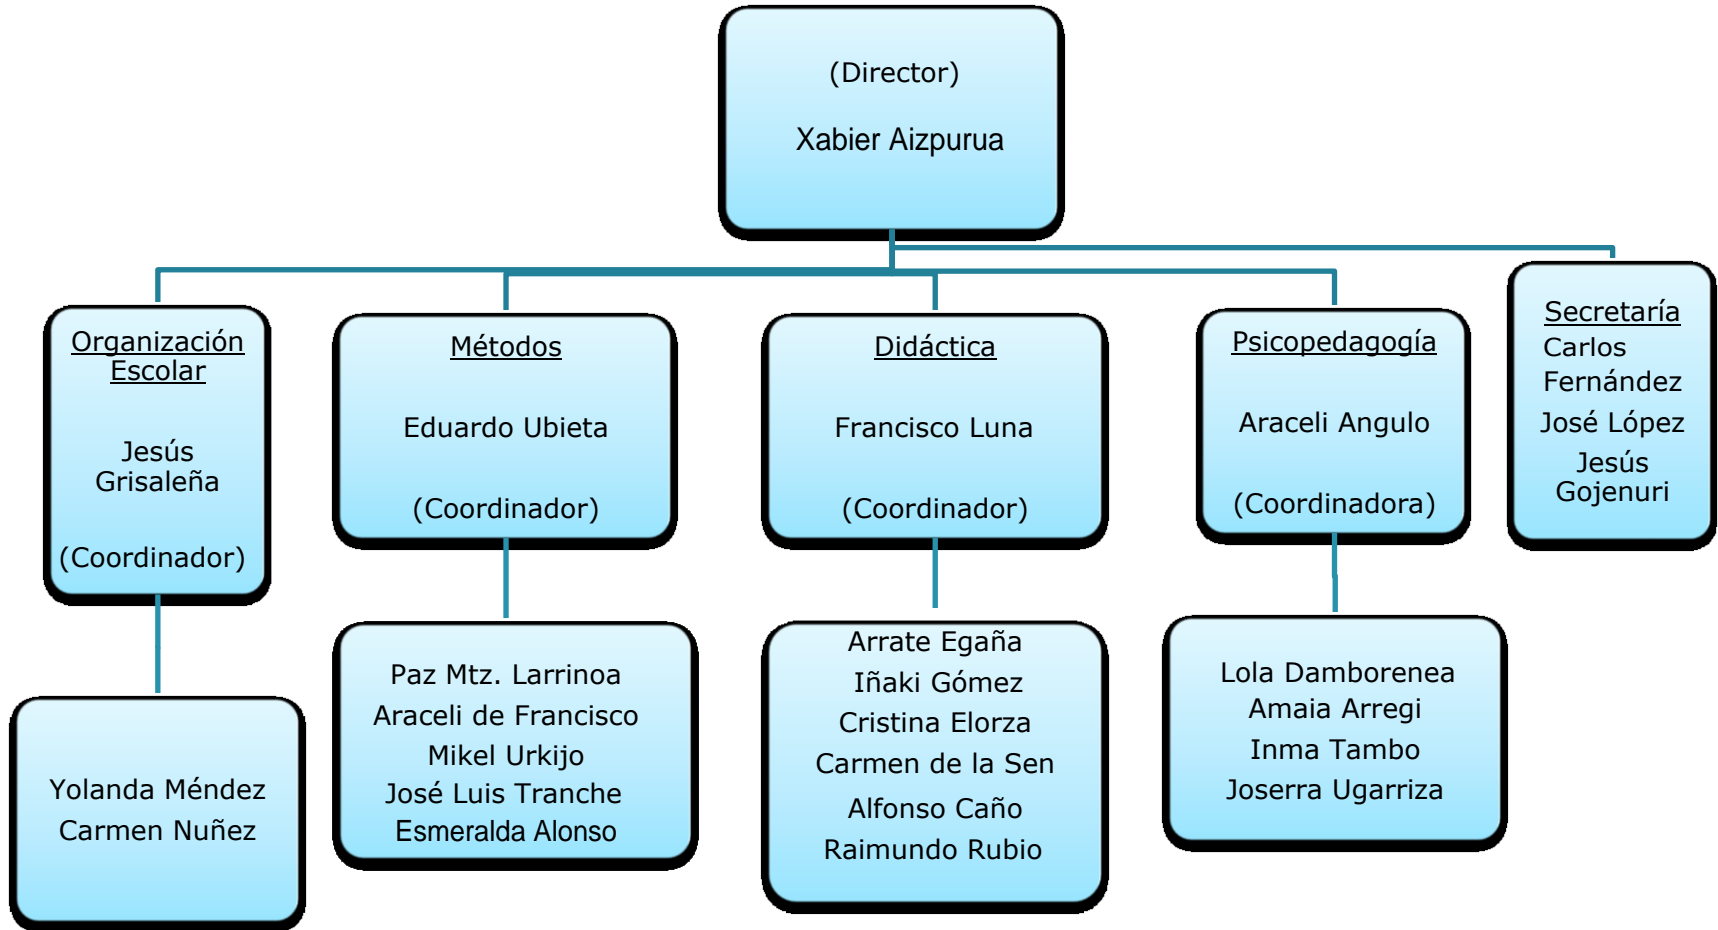 (Director)
Xabier Aizpurua
Organización
Escolar
Jesús
Grisaleña
(Coordinador)
Métodos
Eduardo Ubieta
(Coordinador)
Didáctica
Francisco Luna
(Coordinador)
Psicopedagogía
Araceli Angulo
(Coordinadora)
Secretaría
Carlos
Fernández
José López
Jesús
Gojenuri
Yolanda Méndez
Carmen Nuñez
Paz Mtz. Larrinoa
Araceli de Francisco
Mikel Urkijo
José Luis Tranche
Esmeralda Alonso
Arrate Egaña
Iñaki Gómez
Cristina Elorza
Carmen de la Sen
Alfonso Caño
Raimundo Rubio
Lola Damborenea
Amaia Arregi
Inma Tambo
Joserra Ugarriza